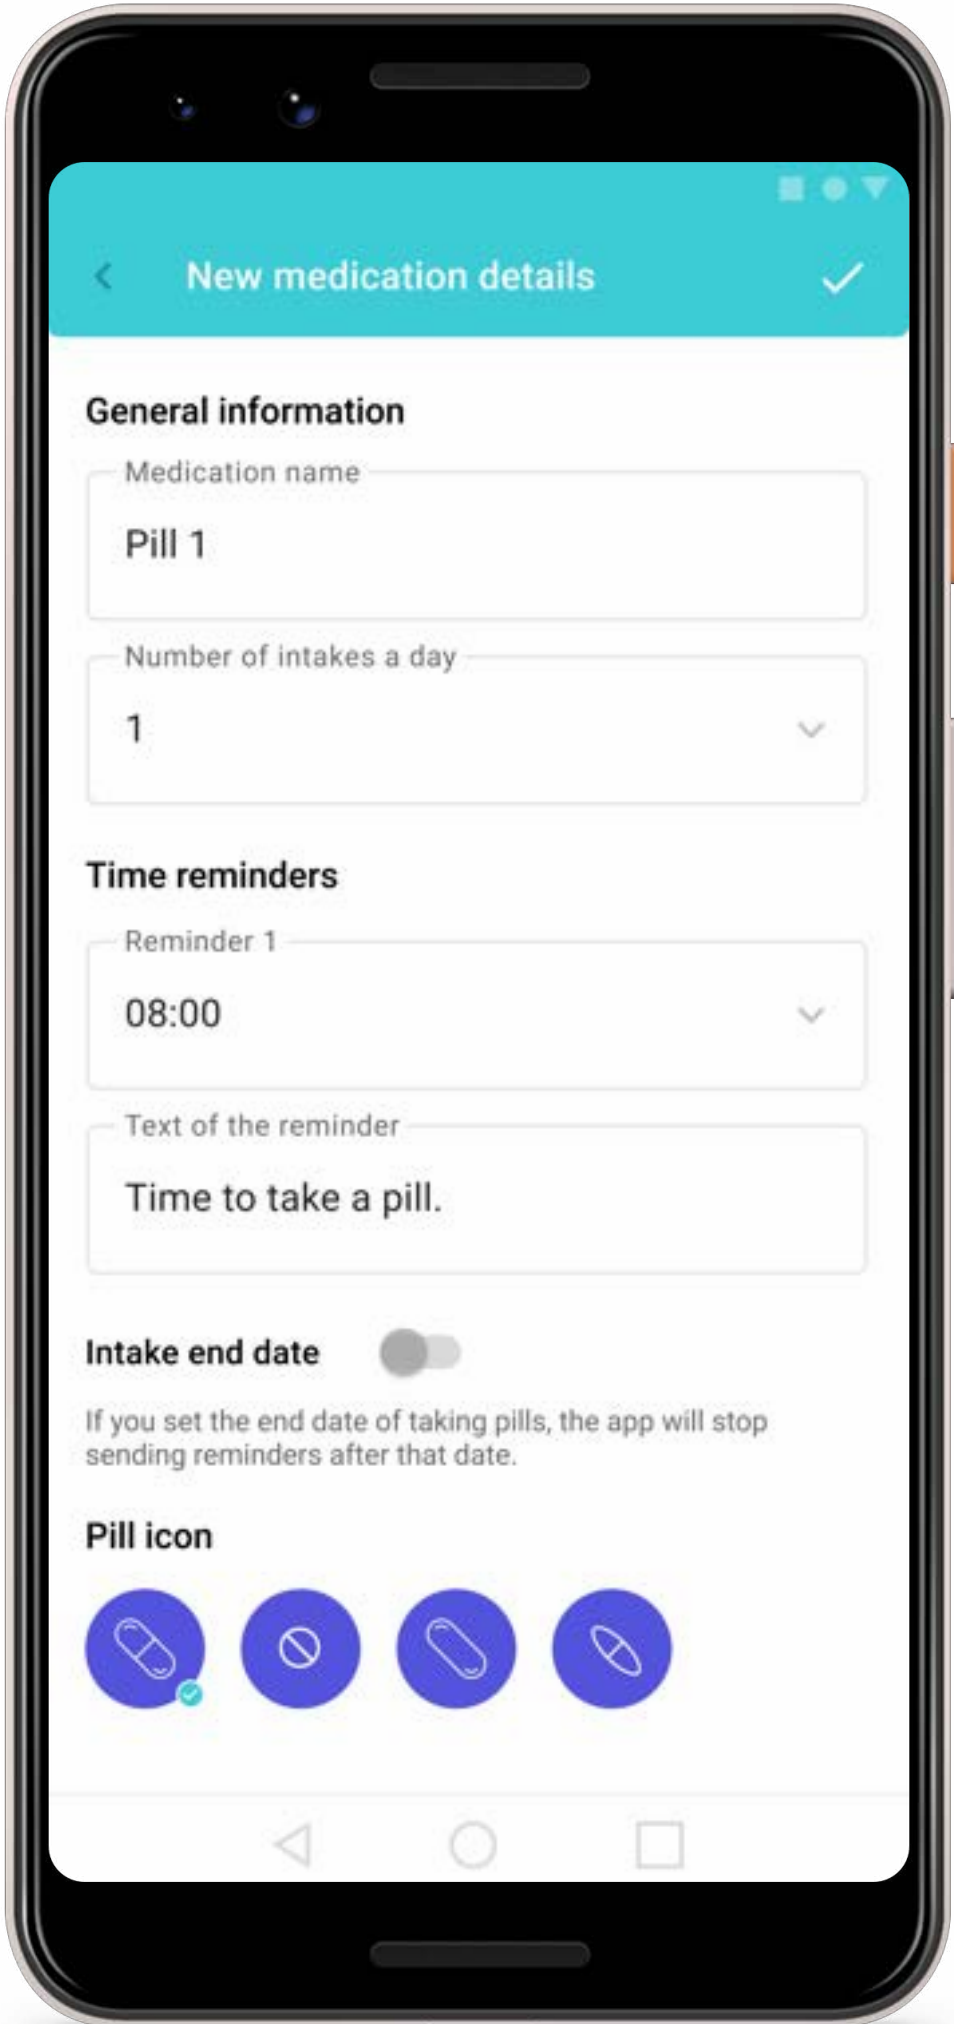 New medication details
General information
Medication name
Pill 1
Number of intakes a day
1
Time reminders
Reminder 1
08:00
Text of the reminder
Time to take a pill.
Intake end date
If you set the end date of taking pills, the app will stop
sending reminders after that date.
Pill icon